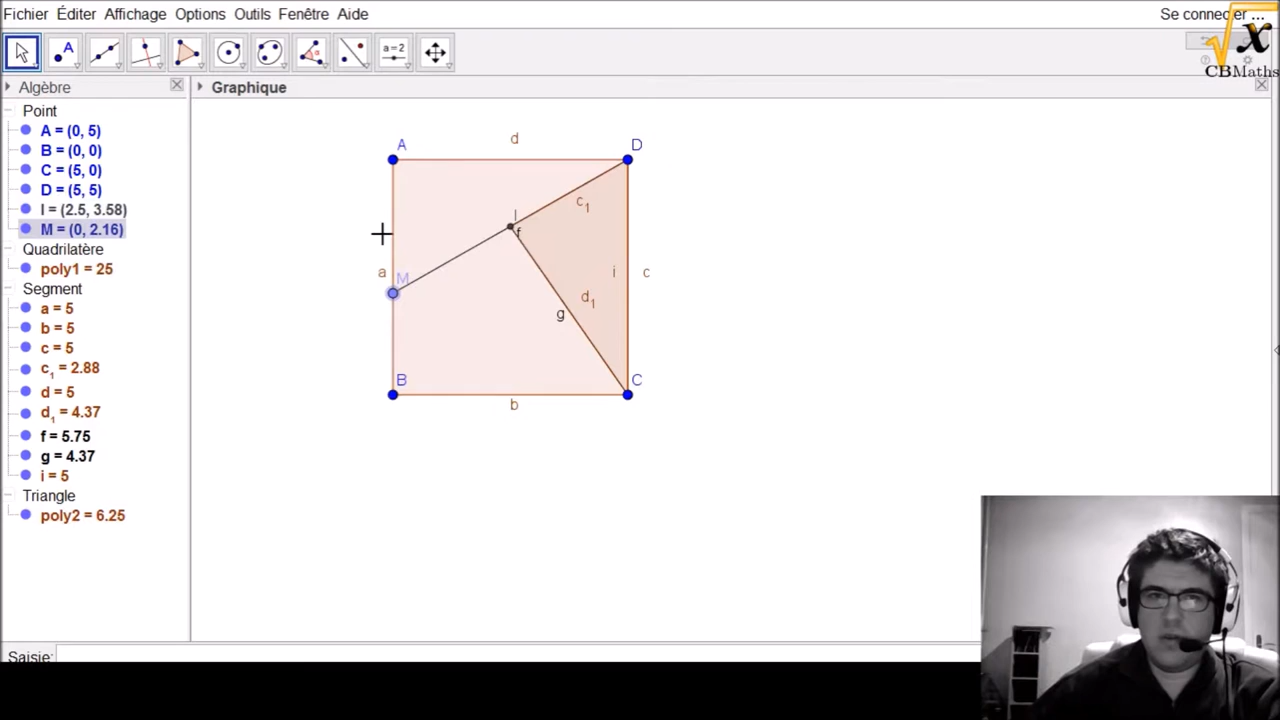 Fichier Éditer Affichage Options Outils Fenêtre Aide
Se connecter ...
A
a=2
x
CBMaths
Algèbre
Graphique
Point
A = (0, 5)
B = (0, 0)
C = (5, 0)
D = (5, 5)
I = (2.5, 3.58)
M = (0, 2.16)
Quadrilatère
poly1 = 25
Segment
a = 5
b = 5
c = 5
c₁ = 2.88
d = 5
d₁ = 4.37
f = 5.75
g = 4.37
i = 5
Triangle
poly2 = 6.25
d
A
D
c₁
I
f
a
M
i
c
d₁
g
B
C
b
Saisie: